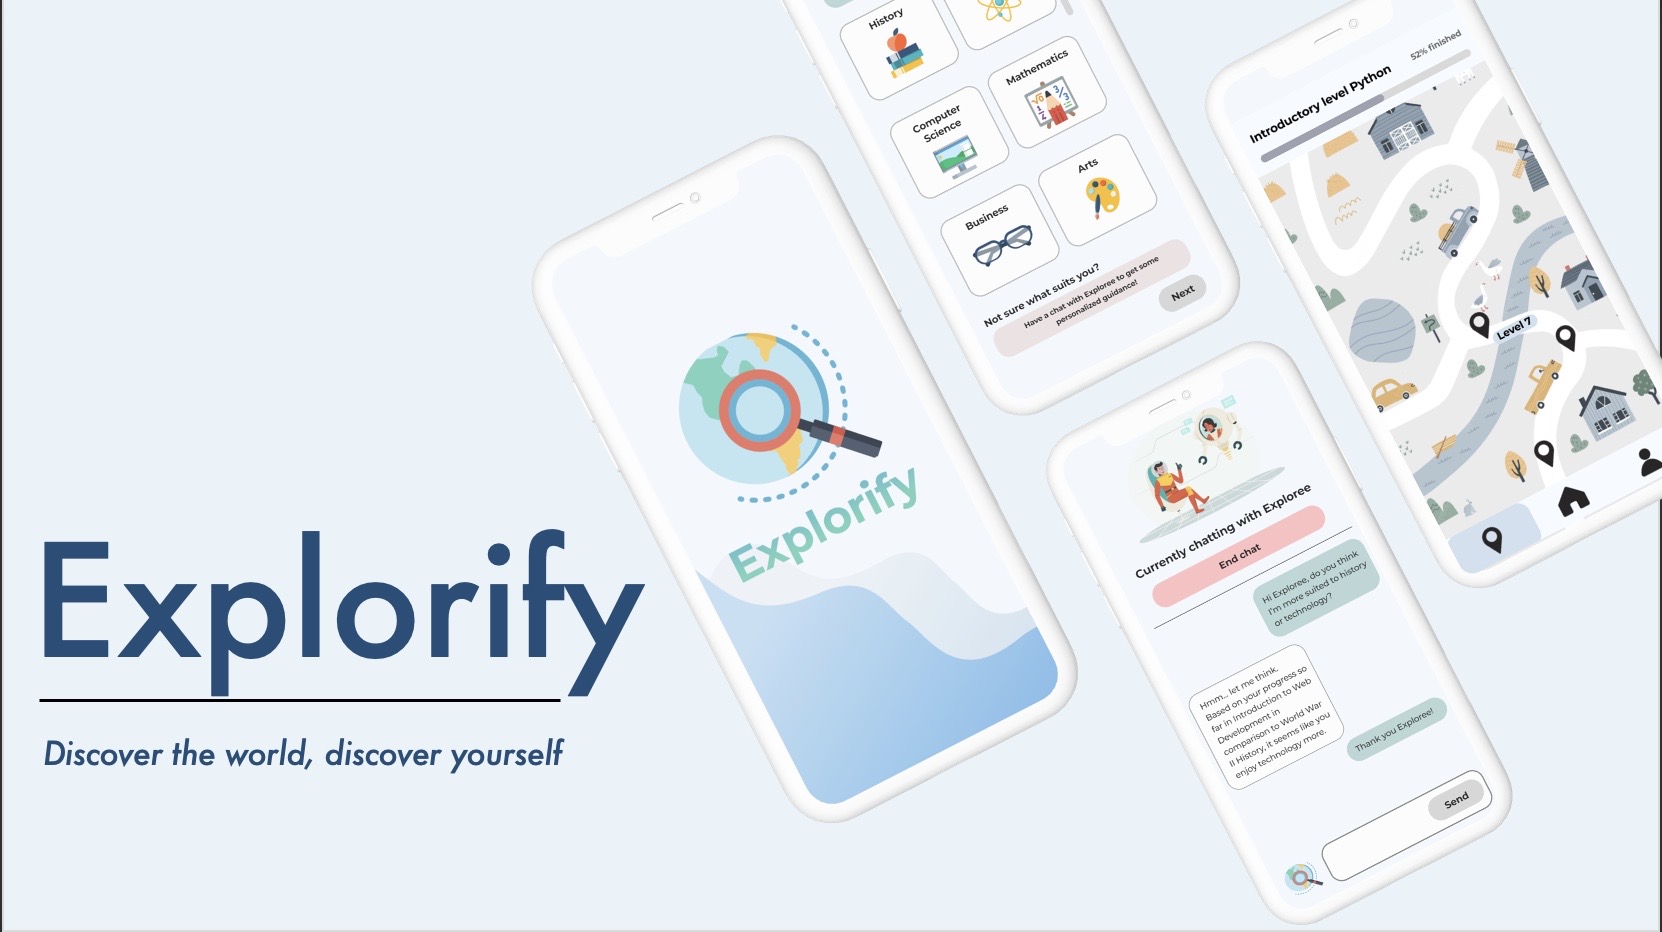 Explorify
Discover the world, discover yourself
Explorify
History
Mathematics
Computer
Science
Arts
Business
Not sure what suits you?
Have a chat with Exploree to get some
personalized guidance!
Next
Currently chatting with Exploree
End chat
Hi Exploree, do you think
I'm more suited to history
or technology?
Hmm... let me think.
Based on your progress so
far in Introduction to Web
Development in
comparison to World War
II History, it seems like you
enjoy technology more.
Thank you Exploree!
Send
52% finished
Introductory level Python
Level 7